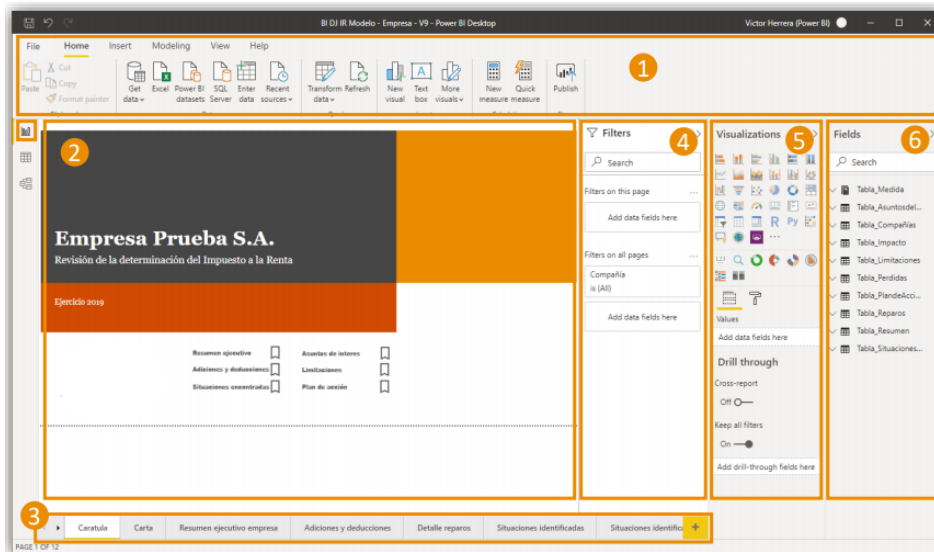 BI DJ IR Modelo - Empresa - V9 - Power BI Desktop
Victor Herrera (Power BI)
File Home Insert Modeling View Help
1
Paste
Cut
Copy
Format painter
Get data
Excel
Power BI datasets
SQL Server
Enter data
Recent sources
Transform data
Refresh
New visual
Text box
More visuals
New measure
Quick measure
Publish
2
Empresa Prueba S.A.
Revisión de la determinación del Impuesto a la Renta
Ejercicio 2019
Resumen ejecutivo
Asuntos de interes
Adiciones y deducciones
Limitaciones
Situaciones encontradas
Plan de acción
Filters
4
Search
Filters on this page
...
Add data fields here
Filters on all pages
...
Compañía
is (All)
Add data fields here
Visualizations
5
R Py
...
123
Values
Add data fields here
Drill through
Cross-report
Off
Keep all filters
On
Add drill-through fields here
Fields
6
Search
Tabla_Medida
Tabla_Asuntosdel...
Tabla_Compañías
Tabla_Impacto
Tabla_Limitaciones
Tabla_Perdidas
Tabla_PlandeAcci...
Tabla_Reparos
Tabla_Resumen
Tabla_Situaciones...
3
Caratula Carta Resumen ejecutivo empresa Adiciones y deducciones Detalle reparos Situaciones identificadas Situaciones identific
+
PAGE 1 OF 12